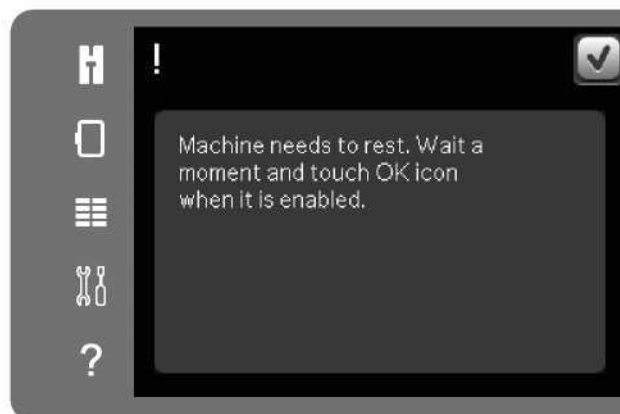 !
Machine needs to rest. Wait a
moment and touch OK icon
when it is enabled.
?